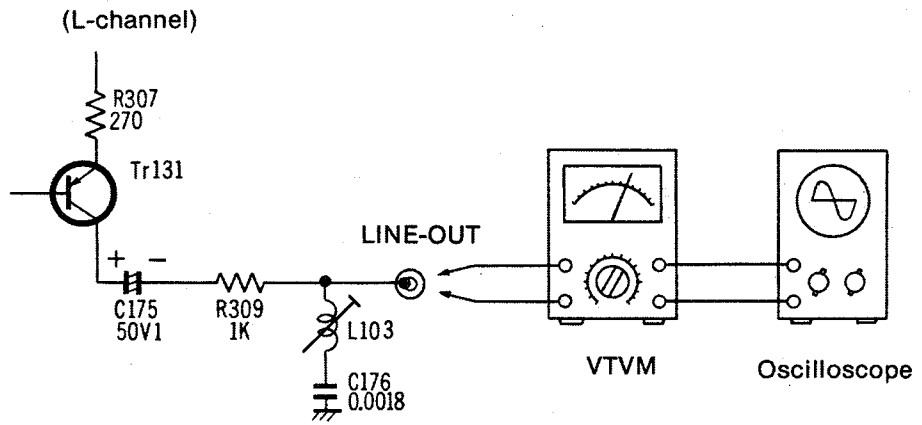 (L-channel)
R307
270
Tr131
LINE-OUT
+ −
C175
50V1
R309
1K
L103
C176
0.0018
VTVM
Oscilloscope